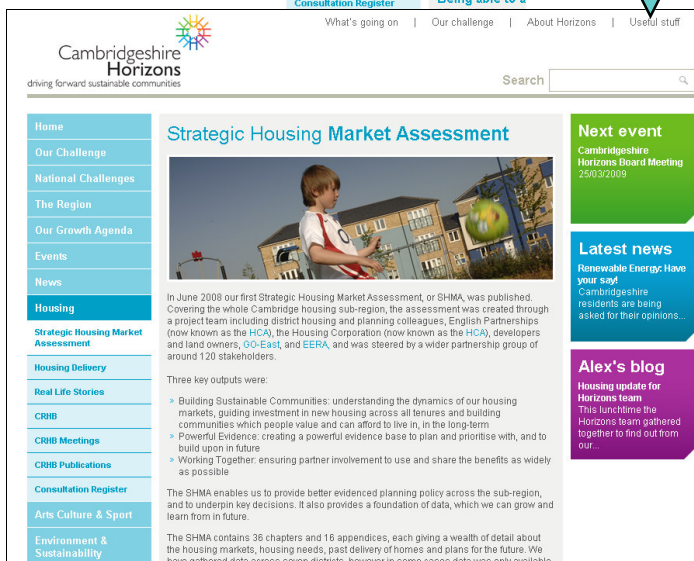 Consultation Register
Being able to a
What's going on | Our challenge | About Horizons | Useful stuff
Cambridgeshire
Horizons
driving forward sustainable communities
Search
Home
Our Challenge
National Challenges
The Region
Our Growth Agenda
Events
News
Housing
Strategic Housing Market
Assessment
Housing Delivery
Real Life Stories
CRHB
CRHB Meetings
CRHB Publications
Consultation Register
Arts Culture & Sport
Environment &
Sustainability
Strategic Housing Market Assessment
In June 2008 our first Strategic Housing Market Assessment, or SHMA, was published.
Covering the whole Cambridge housing sub-region, the assessment was created through
a project team including district housing and planning colleagues, English Partnerships
(now known as the HCA), the Housing Corporation (now known as the HCA), developers
and land owners, GO-East, and EERA, and was steered by a wider partnership group of
around 120 stakeholders.
Three key outputs were:
» Building Sustainable Communities: understanding the dynamics of our housing
markets, guiding investment in new housing across all tenures and building
communities which people value and can afford to live in, in the long-term
» Powerful Evidence: creating a powerful evidence base to plan and prioritise with, and to
build upon in future
» Working Together: ensuring partner involvement to use and share the benefits as widely
as possible
The SHMA enables us to provide better evidenced planning policy across the sub-region,
and to underpin key decisions. It also provides a foundation of data, which we can grow and
learn from in future.
The SHMA contains 36 chapters and 16 appendices, each giving a wealth of detail about
the housing markets, housing needs, past delivery of homes and plans for the future. We
have gathered data across seven districts, however in some cases data was only available
Next event
Cambridgeshire
Horizons Board Meeting
25/03/2009
Latest news
Renewable Energy: Have
your say!
Cambridgeshire
residents are being
asked for their opinions...
Alex's blog
Housing update for
Horizons team
This lunchtime the
Horizons team gathered
together to find out from
our...